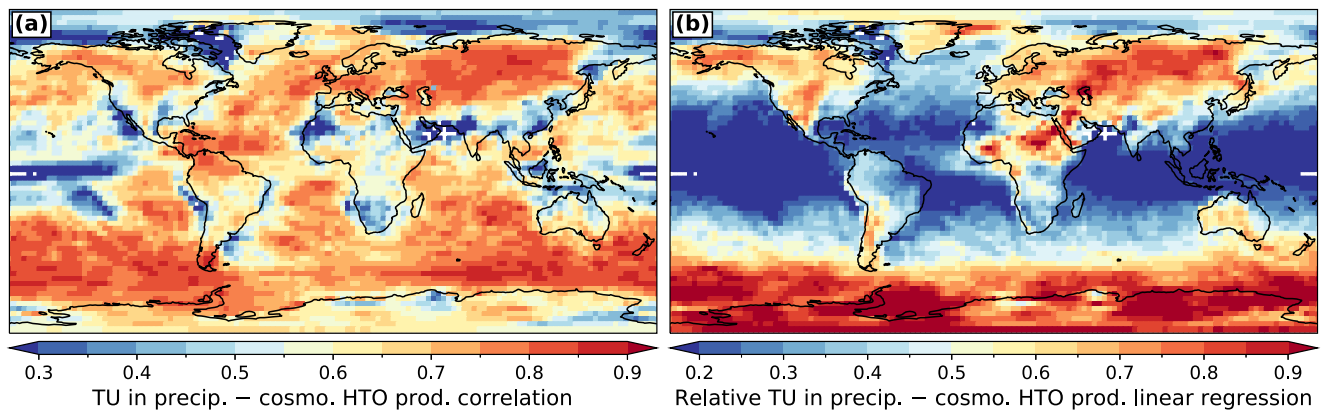 (a)
(b)
0.3 0.4 0.5 0.6 0.7 0.8 0.9
TU in precip. − cosmo. HTO prod. correlation
0.2 0.3 0.4 0.5 0.6 0.7 0.8 0.9
Relative TU in precip. − cosmo. HTO prod. linear regression